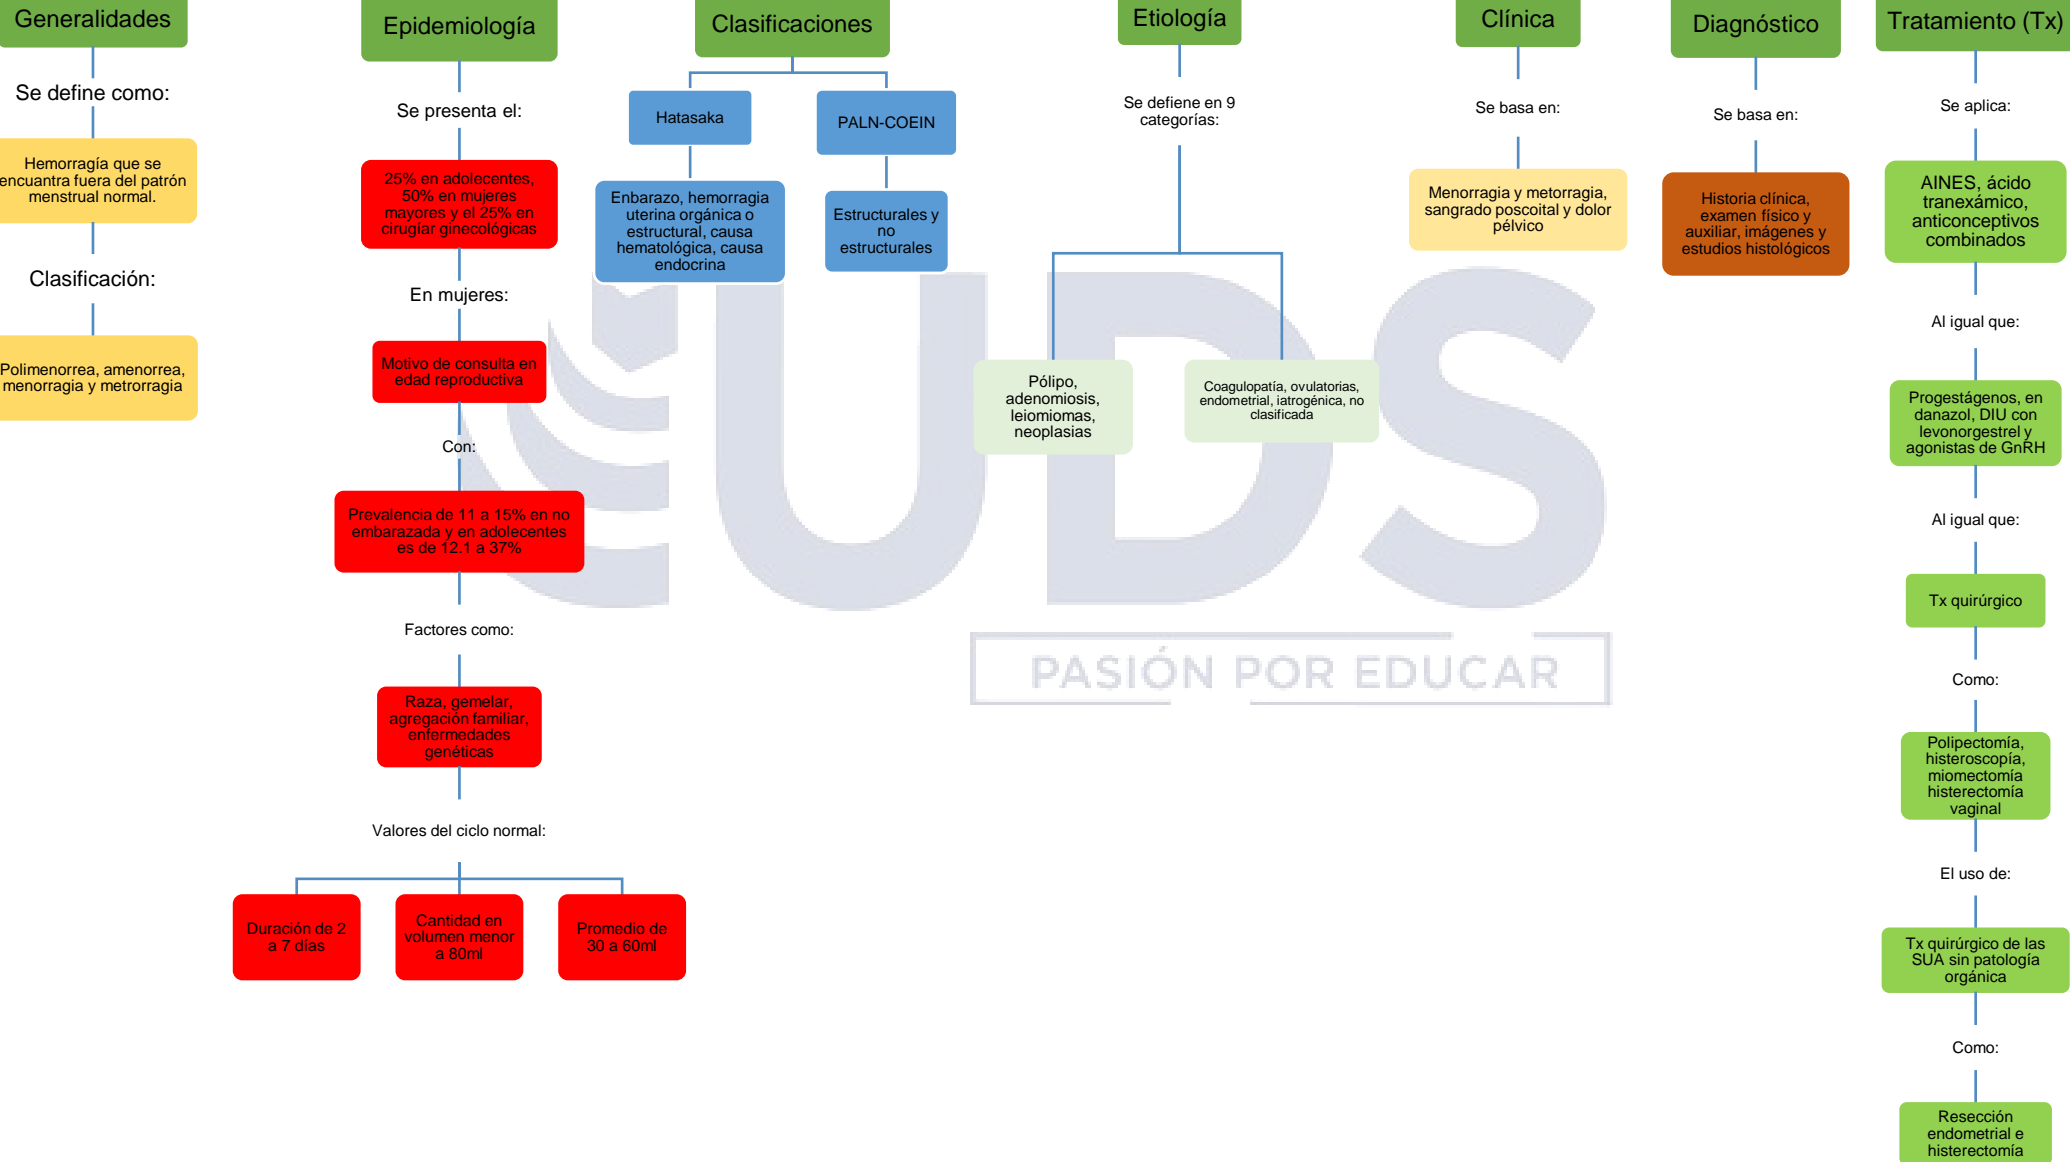 Generalidades
Se define como:
Hemorragía que se
encuantra fuera del patrón
menstrual normal.
Clasificación:
Polimenorrea, amenorrea,
menorragia y metrorragia
Epidemiología
Se presenta el:
25% en adolecentes,
50% en mujeres
mayores y el 25% en
cirugíar ginecológicas
En mujeres:
Motivo de consulta en
edad reproductiva
Con:
Prevalencia de 11 a 15% en no
embarazada y en adolecentes
es de 12.1 a 37%
Factores como:
Raza, gemelar,
agregación familiar,
enfermedades
genéticas
Valores del ciclo normal:
Duración de 2
a 7 días
Cantidad en
volumen menor
a 80ml
Promedio de
30 a 60ml
Clasificaciones
Hatasaka
Enbarazo, hemorragia
uterina orgánica o
estructural, causa
hematológica, causa
endocrina
PALN-COEIN
Estructurales y
no
estructurales
Etiología
Se defiene en 9
categorías:
Pólipo,
adenomiosis,
leiomiomas,
neoplasias
Coagulopatía, ovulatorias,
endometrial, iatrogénica, no
clasificada
Clínica
Se basa en:
Menorragia y metorragia,
sangrado poscoital y dolor
pélvico
Diagnóstico
Se basa en:
Historia clínica,
examen físico y
auxiliar, imágenes y
estudios histológicos
Tratamiento (Tx)
Se aplica:
AINES, ácido
tranexámico,
anticonceptivos
combinados
Al igual que:
Progestágenos, en
danazol, DIU con
levonorgestrel y
agonistas de GnRH
Al igual que:
Tx quirúrgico
Como:
Polipectomía,
histeroscopía,
miomectomía
histerectomía
vaginal
El uso de:
Tx quirúrgico de las
SUA sin patología
orgánica
Como:
Resección
endometrial e
histerectomía
UDS
PASIÓN POR EDUCAR